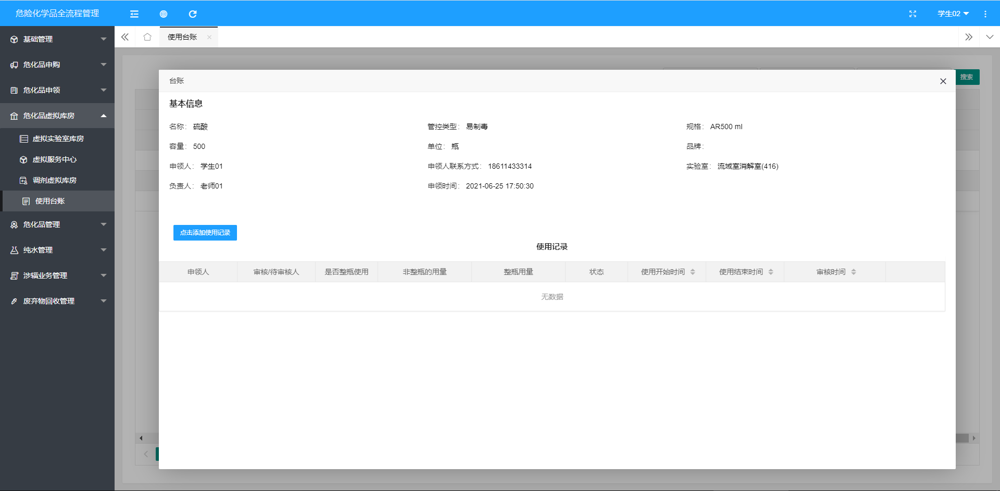 危险化学品全流程管理
学生02
基础管理
危化品申购
危化品申领
危化品虚拟库房
虚拟实验室库房
虚拟服务中心
调剂虚拟库房
使用台账
危化品管理
纯水管理
涉辐业务管理
废弃物回收管理
使用台账
搜索
台账
基本信息
名称： 硫酸 管控类型： 易制毒 规格： AR500 ml
容量： 500 单位： 瓶 品牌：
申领人： 学生01 申领人联系方式： 18611433314 实验室： 流域室消解室(416)
负责人： 老师01 申领时间： 2021-06-25 17:50:30
点击添加使用记录
使用记录
申领人 审核/待审核人 是否整瓶使用 非整瓶的用量 整瓶用量 状态 使用开始时间 使用结束时间 审核时间
无数据